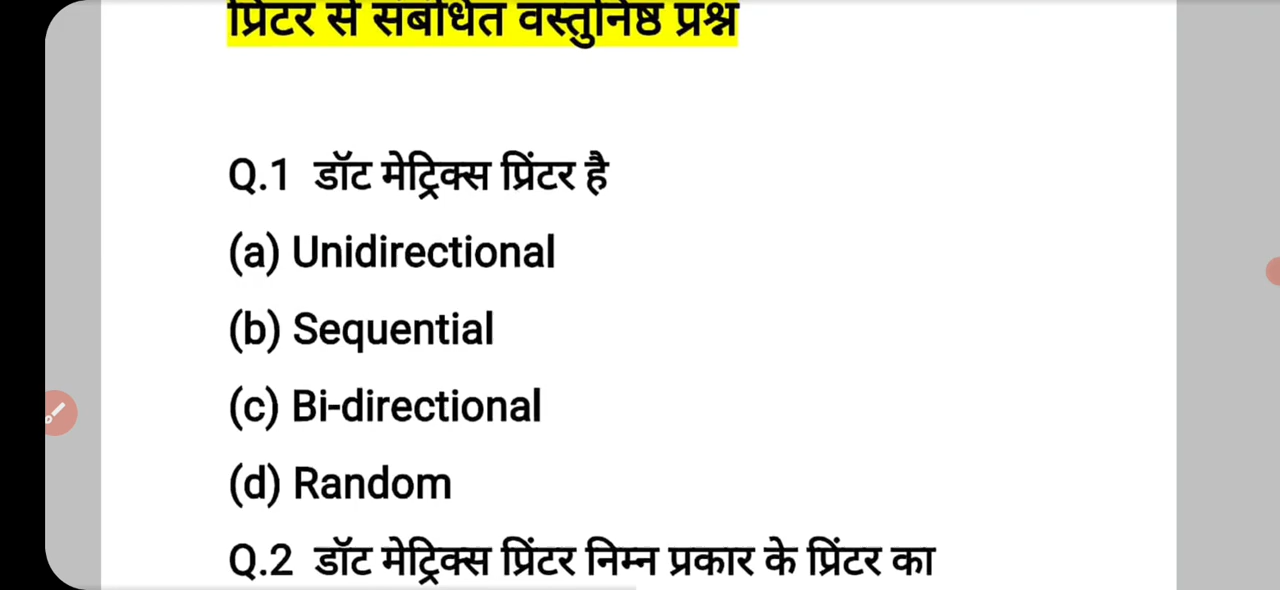 प्रिंटर से संबंधित वस्तुनिष्ठ प्रश्न
Q.1 डॉट मेट्रिक्स प्रिंटर है
(a) Unidirectional
(b) Sequential
(c) Bi-directional
(d) Random
Q.2 डॉट मेट्रिक्स प्रिंटर निम्न प्रकार के प्रिंटर का